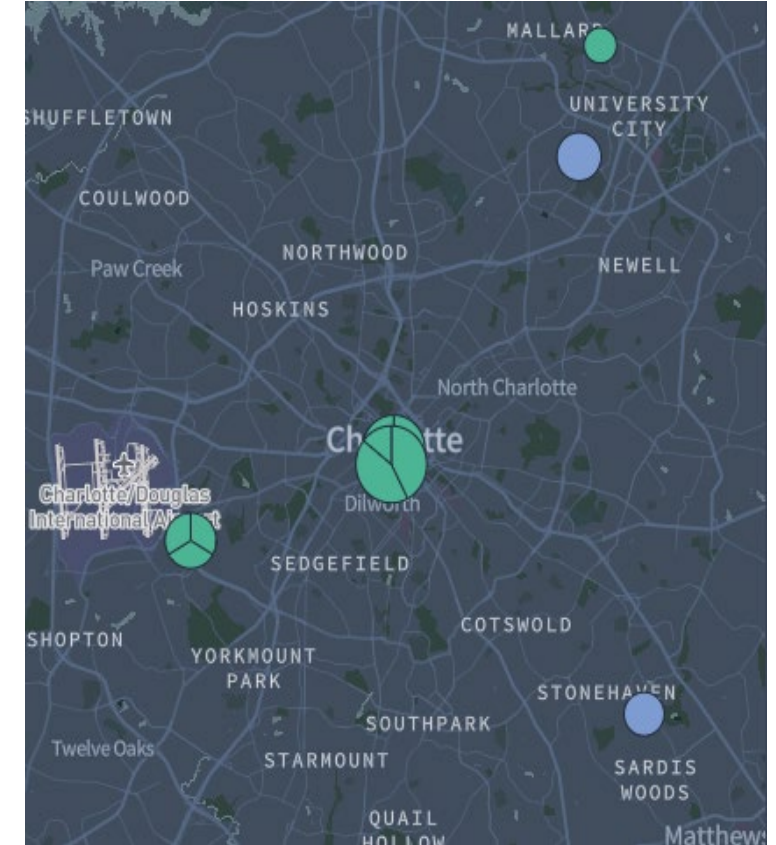 MALLARD
UNIVERSITY
CITY
SHUFFLETOWN
COULWOOD
NORTHWOOD
Paw Creek
NEWELL
HOSKINS
North Charlotte
Charlotte
Charlotte/Douglas
International Airport
Dilworth
SEDGEFIELD
SHOPTON
COTSWOLD
YORKMOUNT
PARK
STONEHAVEN
SOUTHPARK
Twelve Oaks
STARMOUNT
SARDIS
WOODS
QUAIL
HOLLOW
Matthews